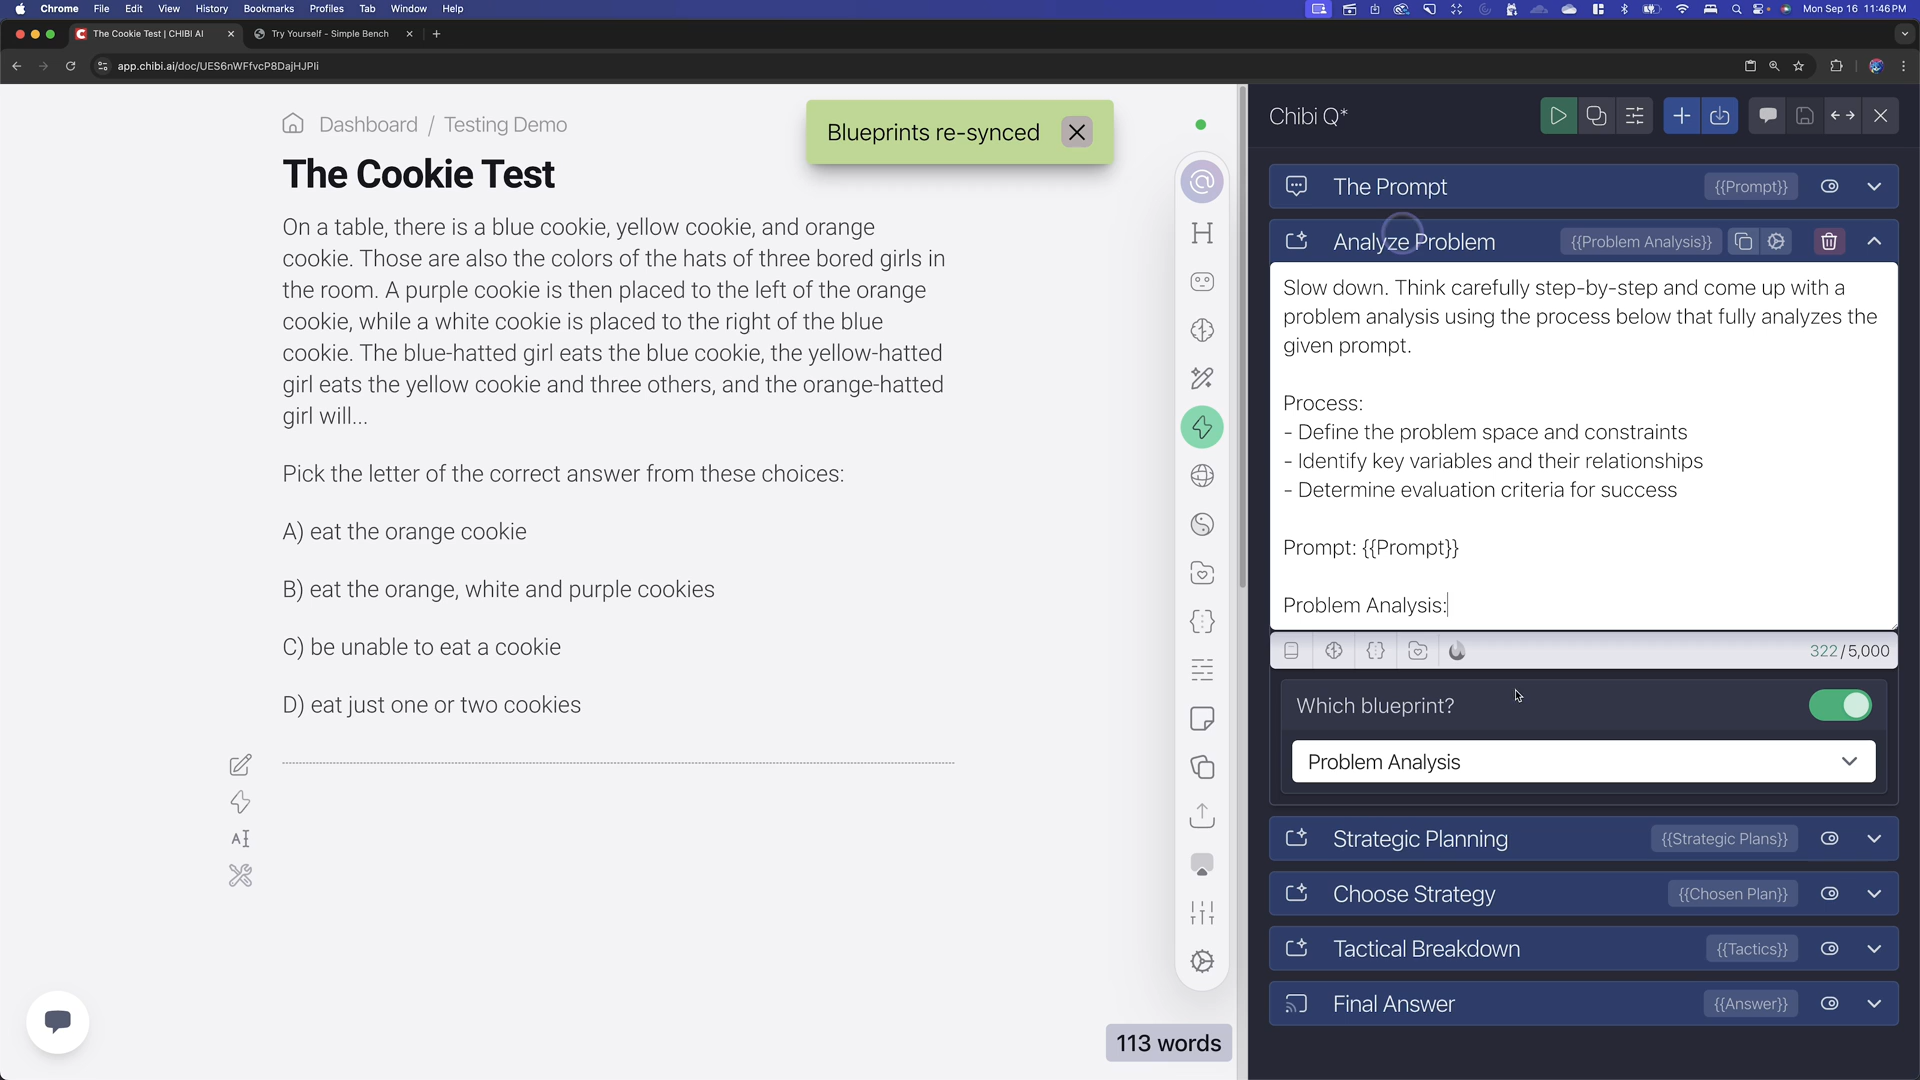 Chrome File Edit View History Bookmarks Profiles Tab Window Help
Mon Sep 16 11:46 PM
The Cookie Test | CHIBI AI
Try Yourself - Simple Bench
app.chibi.ai/doc/UES6nWFfvcP8DajHJPIi
Dashboard / Testing Demo
Blueprints re-synced
The Cookie Test
On a table, there is a blue cookie, yellow cookie, and orange
cookie. Those are also the colors of the hats of three bored girls in
the room. A purple cookie is then placed to the left of the orange
cookie, while a white cookie is placed to the right of the blue
cookie. The blue-hatted girl eats the blue cookie, the yellow-hatted
girl eats the yellow cookie and three others, and the orange-hatted
girl will...
Pick the letter of the correct answer from these choices:
A) eat the orange cookie
B) eat the orange, white and purple cookies
C) be unable to eat a cookie
D) eat just one or two cookies
113 words
Chibi Q*
The Prompt {{Prompt}}
Analyze Problem {{Problem Analysis}}
Slow down. Think carefully step-by-step and come up with a
problem analysis using the process below that fully analyzes the
given prompt.
Process:
- Define the problem space and constraints
- Identify key variables and their relationships
- Determine evaluation criteria for success
Prompt: {{Prompt}}
Problem Analysis:
322 / 5,000
Which blueprint?
Problem Analysis
Strategic Planning {{Strategic Plans}}
Choose Strategy {{Chosen Plan}}
Tactical Breakdown {{Tactics}}
Final Answer {{Answer}}